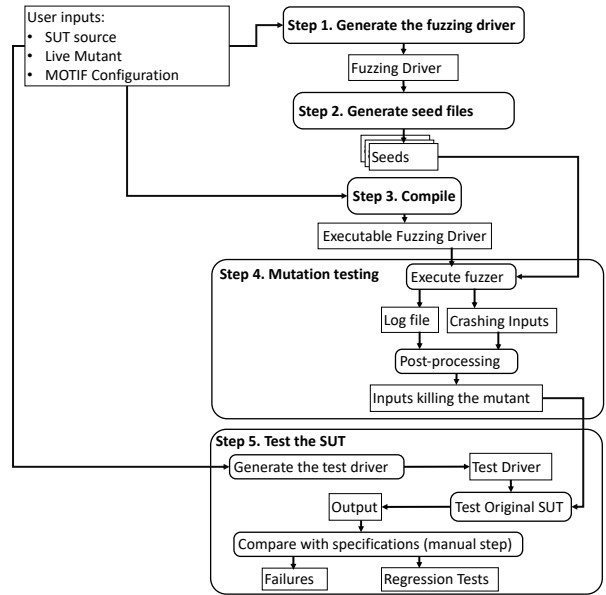 User inputs:
• SUT source
• Live Mutant
• MOTIF Configuration
Step 1. Generate the fuzzing driver
Fuzzing Driver
Step 2. Generate seed files
Seeds
Step 3. Compile
Executable Fuzzing Driver
Step 4. Mutation testing
Execute fuzzer
Log file
Crashing Inputs
Post-processing
Inputs killing the mutant
Step 5. Test the SUT
Generate the test driver
Test Driver
Output
Test Original SUT
Compare with specifications (manual step)
Failures
Regression Tests